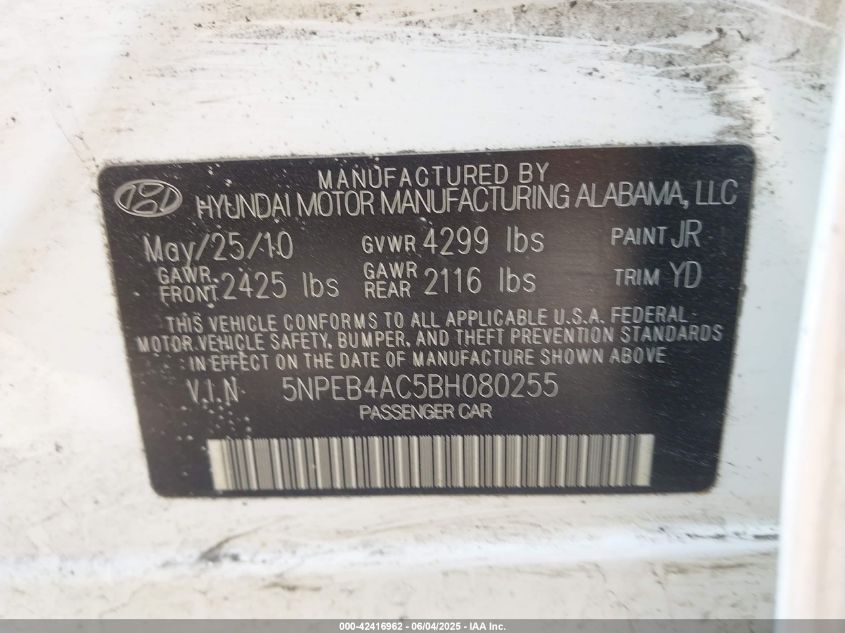 MANUFACTURED BY
HYUNDAI MOTOR MANUFACTURING ALABAMA, LLC
May/25/10 GVWR 4299 lbs PAINT JR
GAWR FRONT 2425 lbs GAWR REAR 2116 lbs TRIM YD
THIS VEHICLE CONFORMS TO ALL APPLICABLE U.S.A. FEDERAL
MOTOR VEHICLE SAFETY, BUMPER, AND THEFT PREVENTION STANDARDS
IN EFFECT ON THE DATE OF MANUFACTURE SHOWN ABOVE
V.I.N 5NPEB4AC5BH080255
PASSENGER CAR
000-42416962 - 06/04/2025 - IAA Inc.